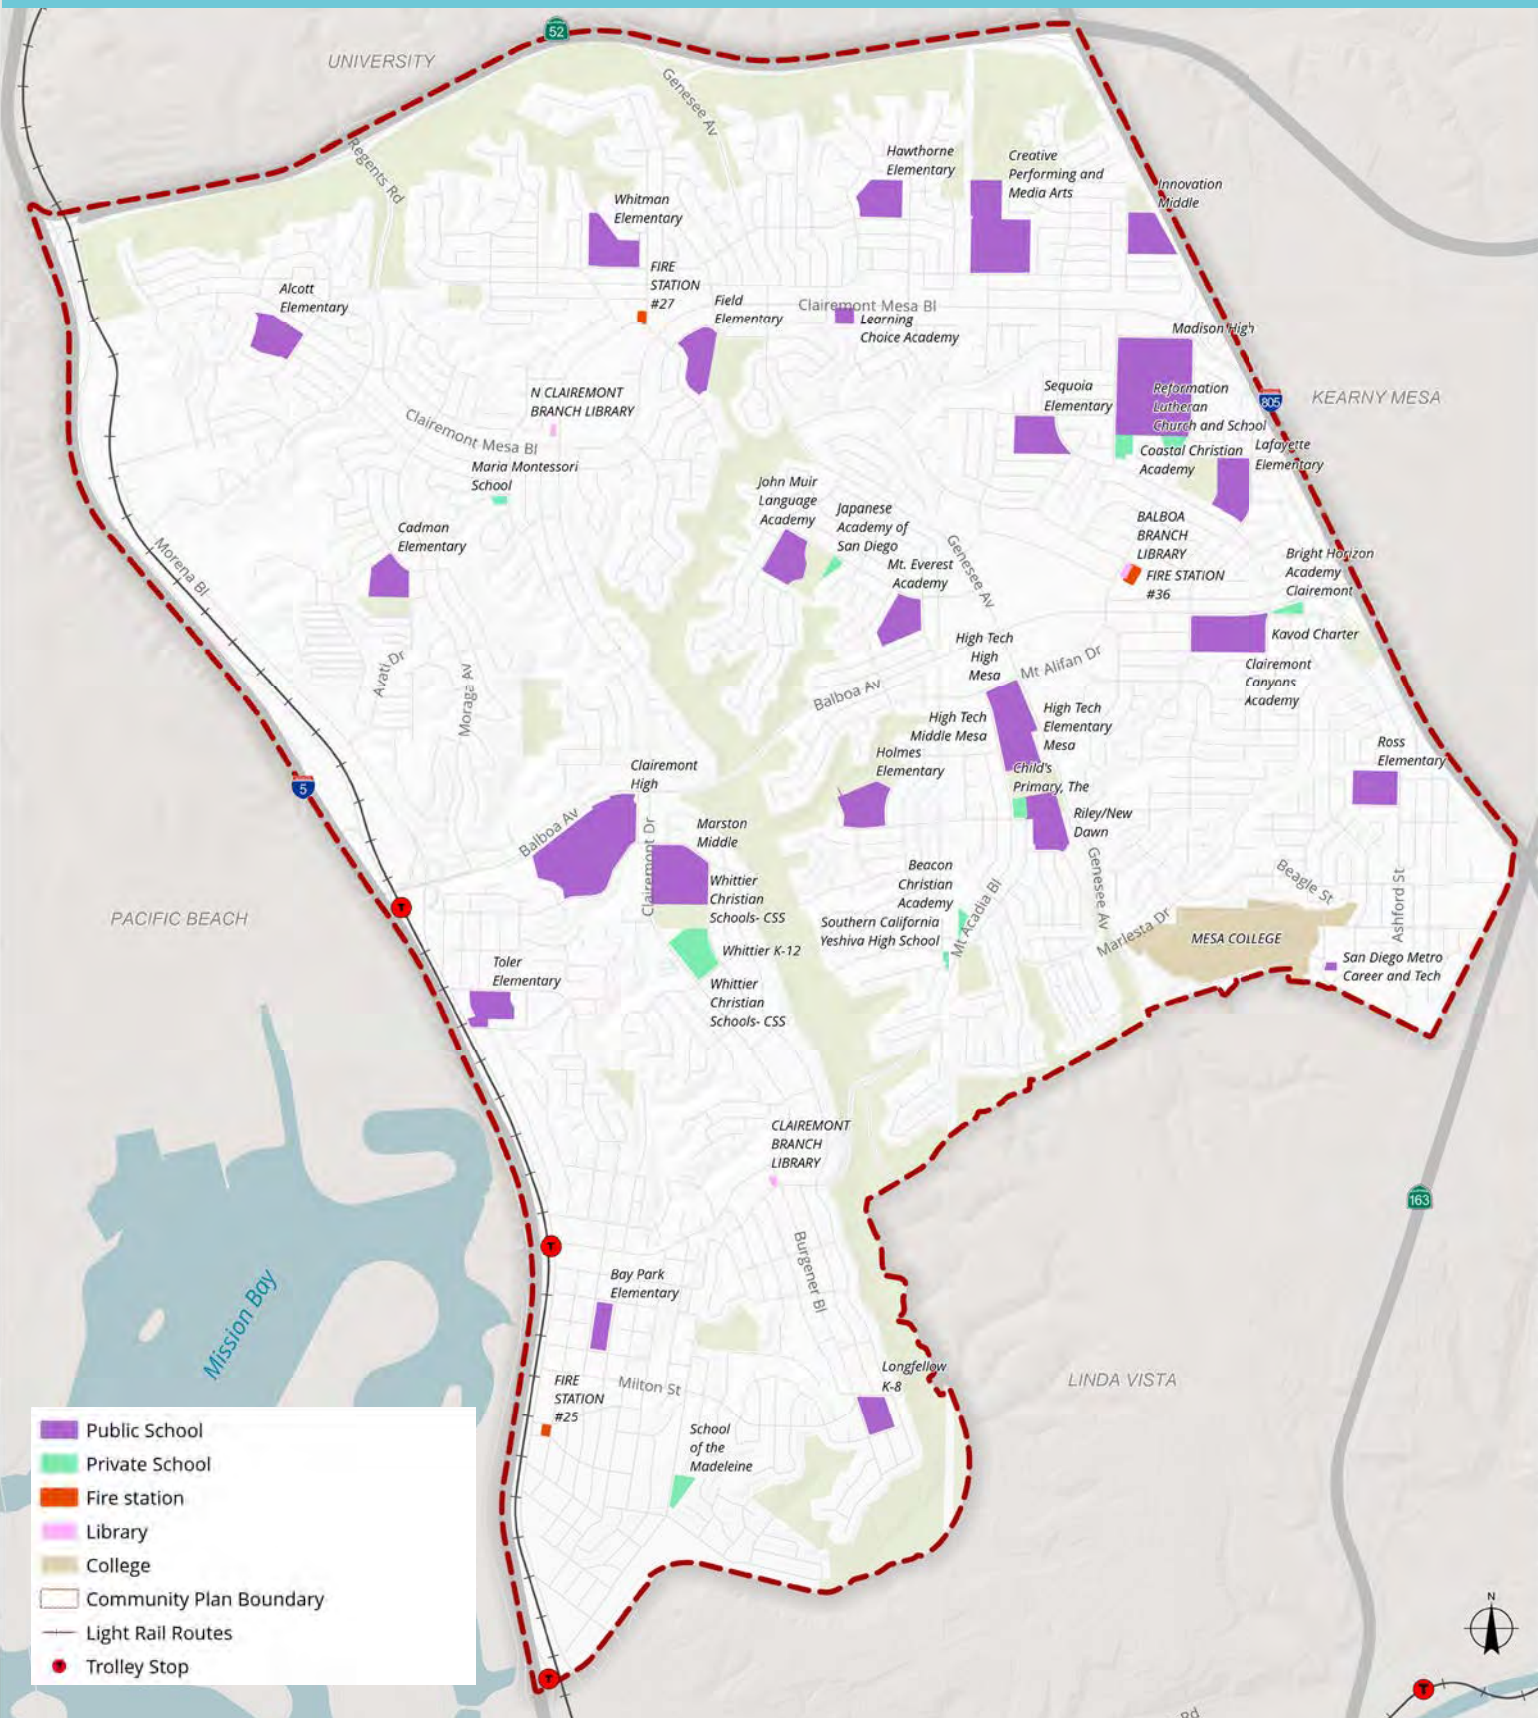 52
UNIVERSITY
Genesee Av
Regents Rd
Hawthorne
Elementary
Creative
Performing and
Media Arts
Innovation
Middle
Whitman
Elementary
FIRE
STATION
#27
Alcott
Elementary
Field
Elementary
Clairemont Mesa Bl
Learning
Choice Academy
Madison High
805
KEARNY MESA
N CLAIREMONT
BRANCH LIBRARY
Sequoia
Elementary
Reformation
Lutheran
Church and School
Clairemont Mesa Bl
Coastal Christian
Academy
Lafayette
Elementary
Maria Montessori
School
John Muir
Language
Academy
Japanese
Academy of
San Diego
Cadman
Elementary
BALBOA
BRANCH
LIBRARY
FIRE STATION
#36
Genesee Av
Mt. Everest
Academy
Bright Horizon
Academy
Clairemont
Morena Bl
Kavod Charter
High Tech
High
Mesa
Mt Alifan Dr
Clairemont
Canyons
Academy
Avati Dr
Moraga Av
Balboa Av
High Tech
Middle Mesa
High Tech
Elementary
Mesa
Holmes
Elementary
Ross
Elementary
Clairemont
High
Child's
Primary, The
5
Balboa Av
Clairemont Dr
Marston
Middle
Riley/New
Dawn
Beacon
Christian
Academy
Genesee Av
Beagle St
Ashford St
Whittier
Christian
Schools- CSS
Southern California
Yeshiva High School
Mt Acadia Bl
Marlesta Dr
MESA COLLEGE
PACIFIC BEACH
T
Whittier K-12
San Diego Metro
Career and Tech
Toler
Elementary
Whittier
Christian
Schools- CSS
CLAIREMONT
BRANCH
LIBRARY
163
T
Burgener Bl
Bay Park
Elementary
Mission Bay
Longfellow
K-8
LINDA VISTA
FIRE
STATION
#25
Milton St
School
of the
Madeleine
Public School
Private School
Fire station
Library
College
Community Plan Boundary
Light Rail Routes
T
Trolley Stop
N
T
T
Rd